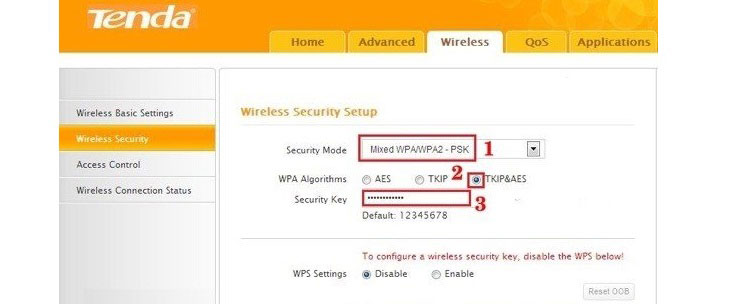 Tenda
Home Advanced Wireless QoS Applications
Wireless Basic Settings
Wireless Security
Access Control
Wireless Connection Status
Wireless Security Setup
Security Mode Mixed WPA/WPA2 - PSK 1
WPA Algorithms AES TKIP 2 TKIP&AES
Security Key •••••••••••• 3
Default: 12345678
To configure a wireless security key, disable the WPS below!
WPS Settings Disable Enable
Reset OOB